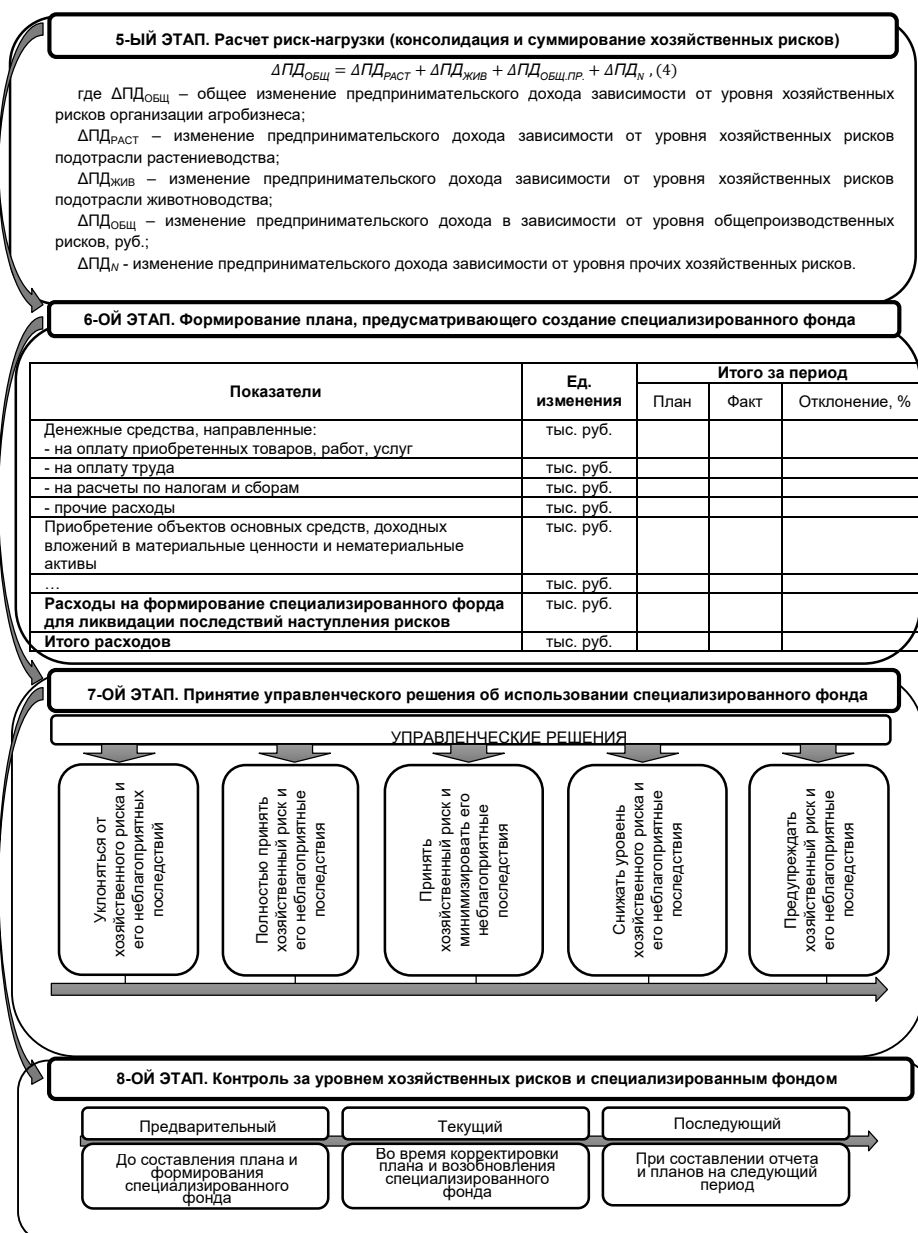 5-ЫЙ ЭТАП. Расчет риск-нагрузки (консолидация и суммирование хозяйственных рисков)
ΔПД_ОБЩ = ΔПД_РАСТ + ΔПД_ЖИВ + ΔПД_ОБЩ.ПР. + ΔПД_N , (4)
где ΔПД_ОБЩ – общее изменение предпринимательского дохода зависимости от уровня хозяйственных
рисков организации агробизнеса;
ΔПД_РАСТ – изменение предпринимательского дохода зависимости от уровня хозяйственных рисков
подотрасли растениеводства;
ΔПД_ЖИВ – изменение предпринимательского дохода зависимости от уровня хозяйственных рисков
подотрасли животноводства;
ΔПД_ОБЩ – изменение предпринимательского дохода в зависимости от уровня общепроизводственных
рисков, руб.;
ΔПД_N - изменение предпринимательского дохода зависимости от уровня прочих хозяйственных рисков.
6-ОЙ ЭТАП. Формирование плана, предусматривающего создание специализированного фонда
Показатели
Ед.
изменения
Итого за период
План
Факт
Отклонение, %
Денежные средства, направленные:
- на оплату приобретенных товаров, работ, услуг
тыс. руб.
- на оплату труда
тыс. руб.
- на расчеты по налогам и сборам
тыс. руб.
- прочие расходы
тыс. руб.
Приобретение объектов основных средств, доходных
вложений в материальные ценности и нематериальные
активы
тыс. руб.
…
тыс. руб.
Расходы на формирование специализированного форда
для ликвидации последствий наступления рисков
тыс. руб.
Итого расходов
тыс. руб.
7-ОЙ ЭТАП. Принятие управленческого решения об использовании специализированного фонда
УПРАВЛЕНЧЕСКИЕ РЕШЕНИЯ
Уклоняться от
хозяйственного риска и
его неблагоприятных
последствий
Полностью принять
хозяйственный риск и
его неблагоприятные
последствия
Принять
хозяйственный риск и
минимизировать его
неблагоприятные
последствия
Снижать уровень
хозяйственного риска и
его неблагоприятные
последствия
Предупреждать
хозяйственный риск и
его неблагоприятные
последствия
8-ОЙ ЭТАП. Контроль за уровнем хозяйственных рисков и специализированным фондом
Предварительный
До составления плана и
формирования
специализированного
фонда
Текущий
Во время корректировки
плана и возобновления
специализированного
фонда
Последующий
При составлении отчета
и планов на следующий
период